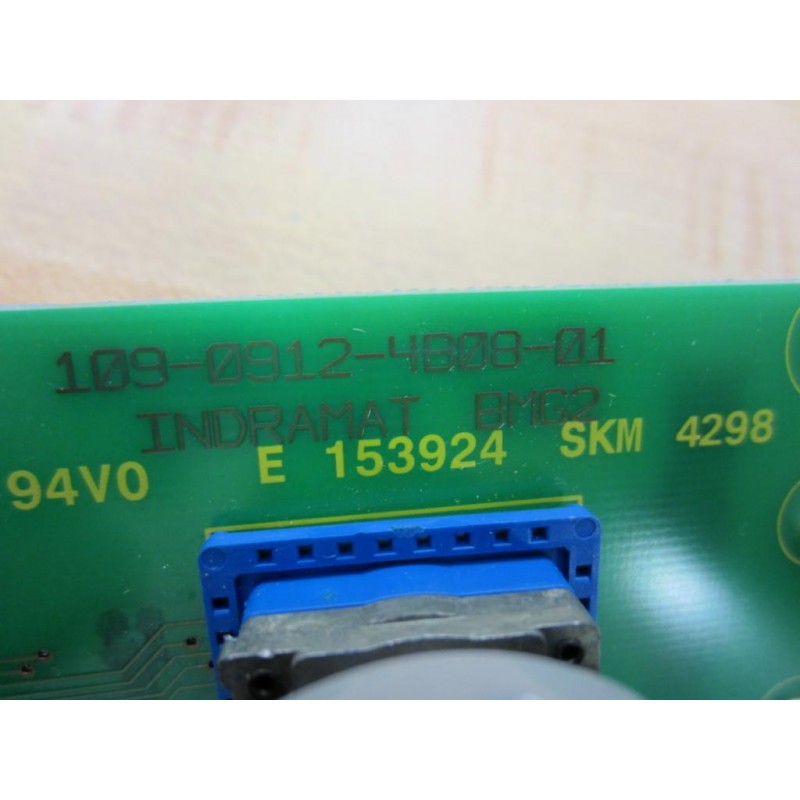 109-0912-4B08-01
INDRAMAT BMG2
94V0 E 153924 SKM 4298